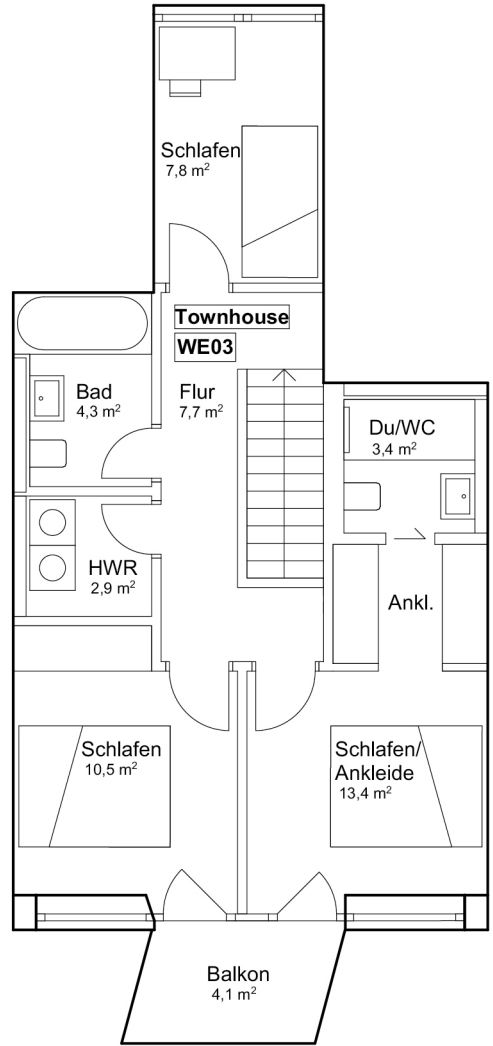 Schlafen
7,8 m²
Townhouse
WE03
Bad
4,3 m²
Flur
7,7 m²
Du/WC
3,4 m²
HWR
2,9 m²
Ankl.
Schlafen
10,5 m²
Schlafen/
Ankleide
13,4 m²
Balkon
4,1 m²